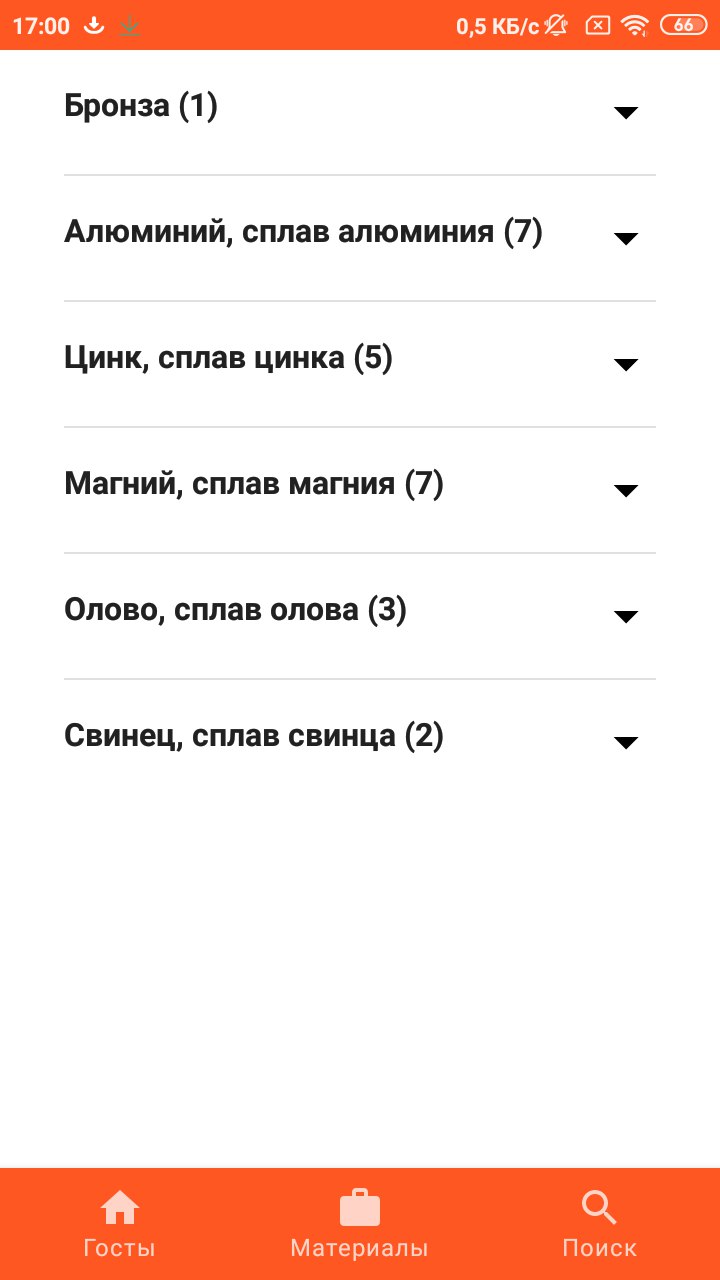 17:00 0,5 КБ/с 66
Бронза (1)
Алюминий, сплав алюминия (7)
Цинк, сплав цинка (5)
Магний, сплав магния (7)
Олово, сплав олова (3)
Свинец, сплав свинца (2)
Госты Материалы Поиск